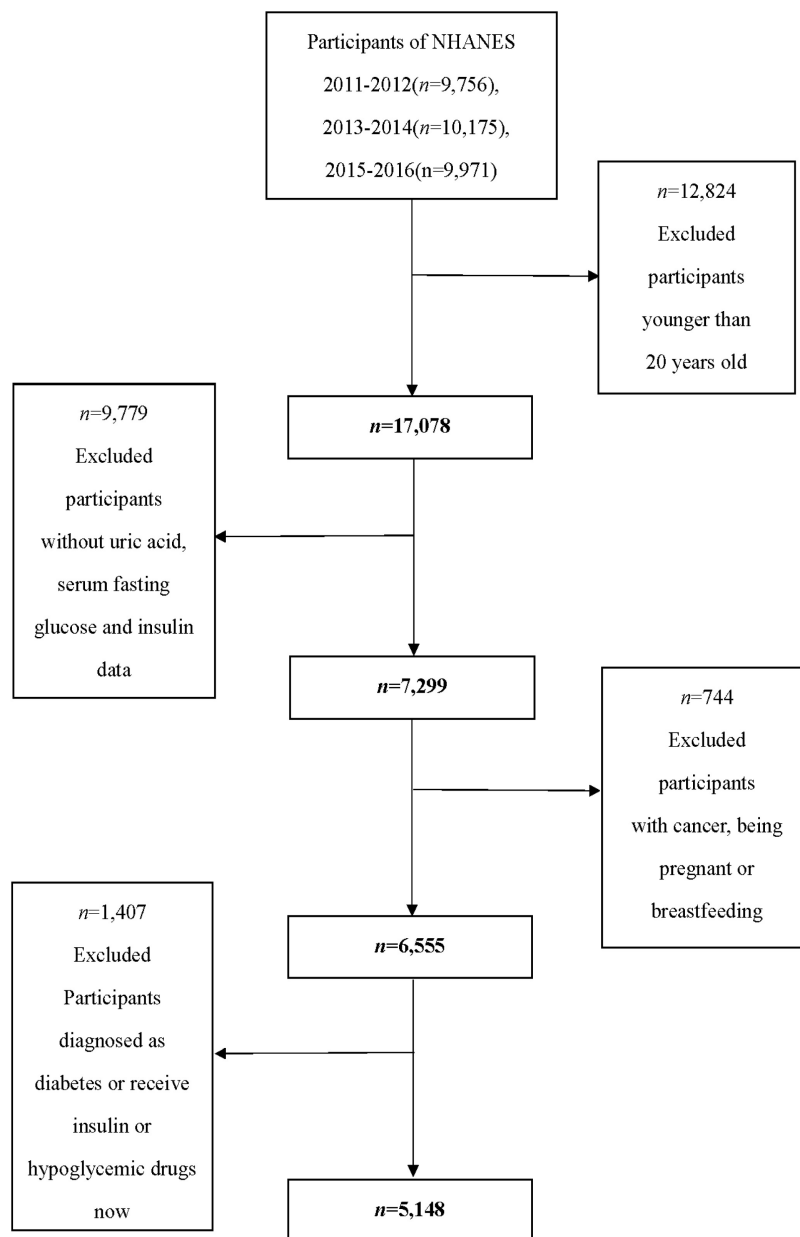 Participants of NHANES
2011-2012(n=9,756),
2013-2014(n=10,175),
2015-2016(n=9,971)
n=12,824
Excluded
participants
younger than
20 years old
n=17,078
n=9,779
Excluded
participants
without uric acid,
serum fasting
glucose and insulin
data
n=7,299
n=744
Excluded
participants
with cancer, being
pregnant or
breastfeeding
n=6,555
n=1,407
Excluded
Participants
diagnosed as
diabetes or receive
insulin or
hypoglycemic drugs
now
n=5,148